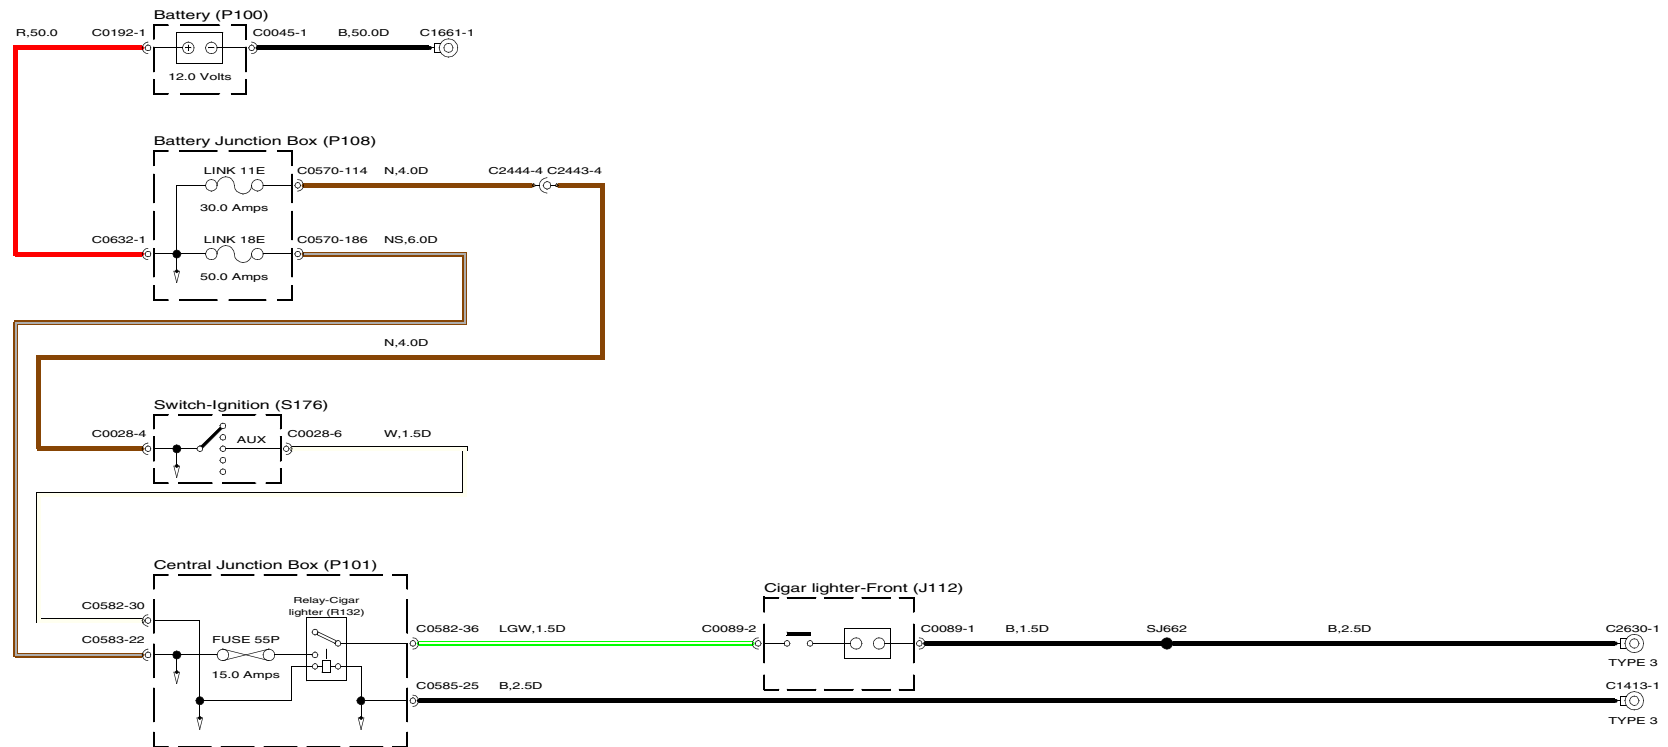 Battery (P100)
R,50.0 C0192-1 C0045-1 B,50.0D C1661-1
12.0 Volts
Battery Junction Box (P108)
LINK 11E C0570-114 N,4.0D C2444-4 C2443-4
30.0 Amps
C0632-1 LINK 18E C0570-186 NS,6.0D
50.0 Amps
N,4.0D
Switch-Ignition (S176)
C0028-4 AUX C0028-6 W,1.5D
Central Junction Box (P101)
Cigar lighter-Front (J112)
Relay-Cigar
lighter (R132)
C0582-30
C0582-36 LGW,1.5D C0089-2 C0089-1 B,1.5D SJ662 B,2.5D C2630-1
C0583-22 FUSE 55P
TYPE 3
15.0 Amps
C0585-25 B,2.5D C1413-1
TYPE 3